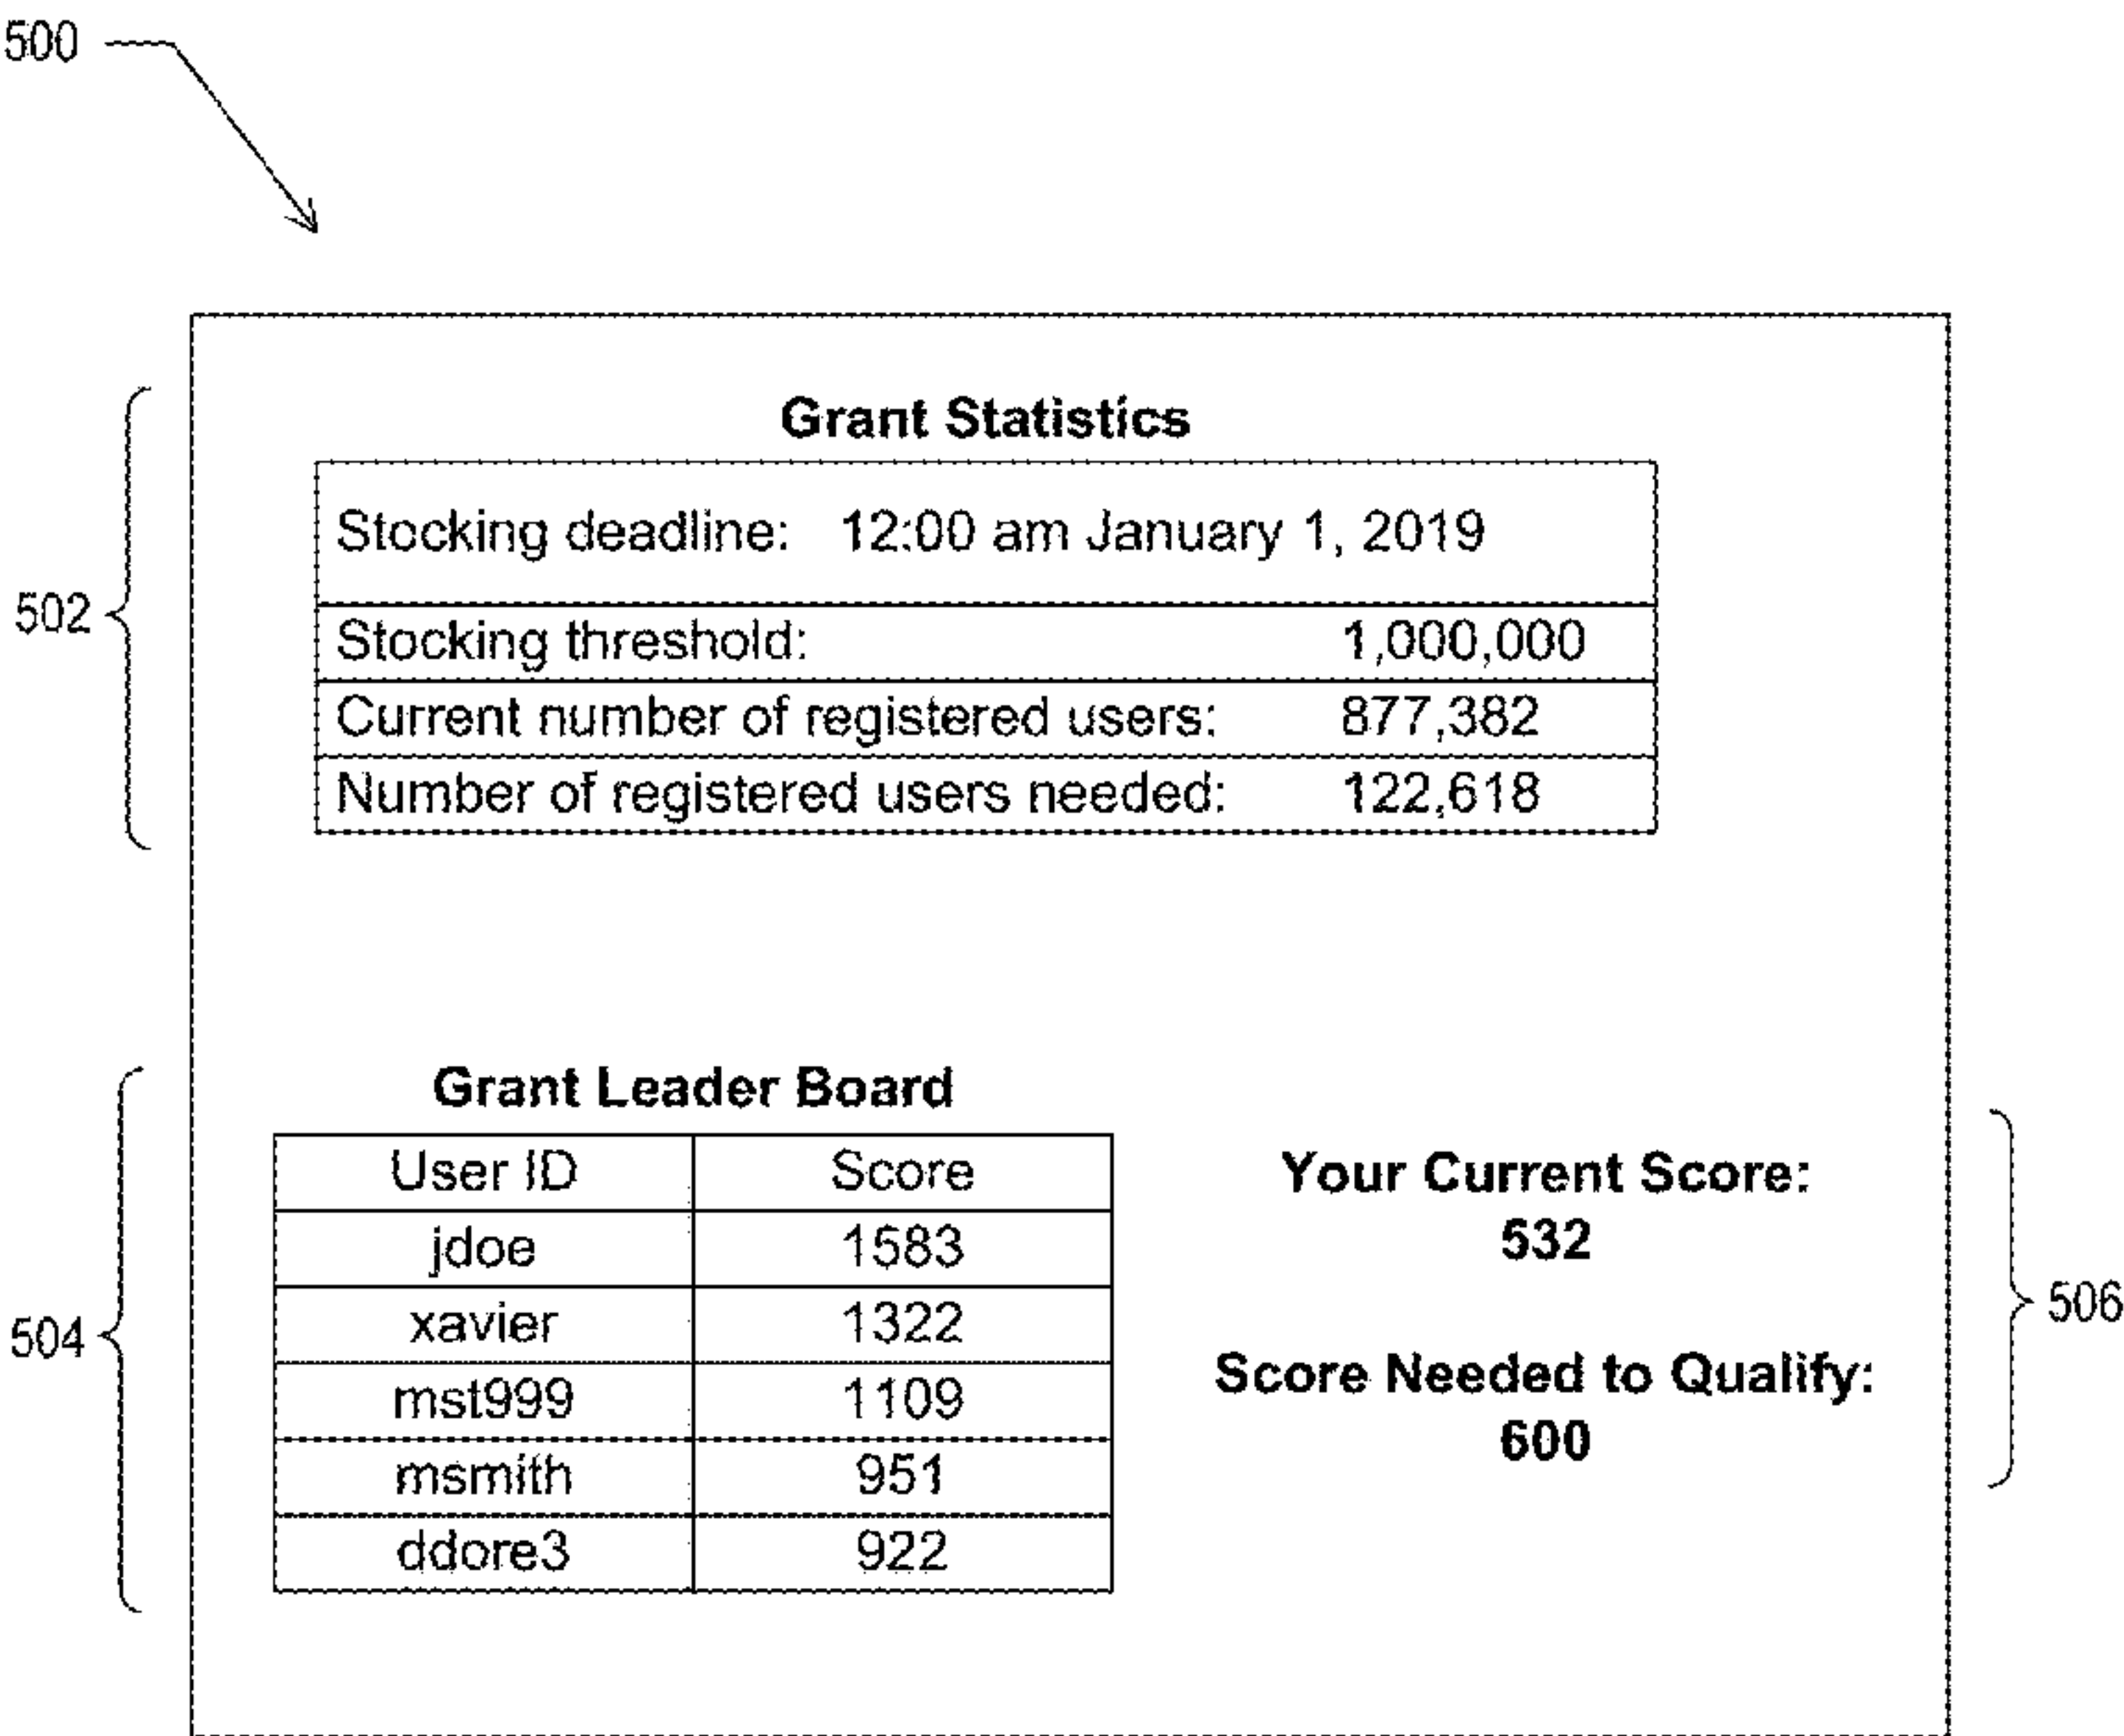 500
502
Grant Statistics
Stocking deadline: 12:00 am January 1, 2019
Stocking threshold: 1,000,000
Current number of registered users: 877,382
Number of registered users needed: 122,618
504
Grant Leader Board
User ID Score
jdoe 1583
xavier 1322
mst999 1109
msmith 951
ddore3 922
Your Current Score:
532
Score Needed to Qualify:
600
506